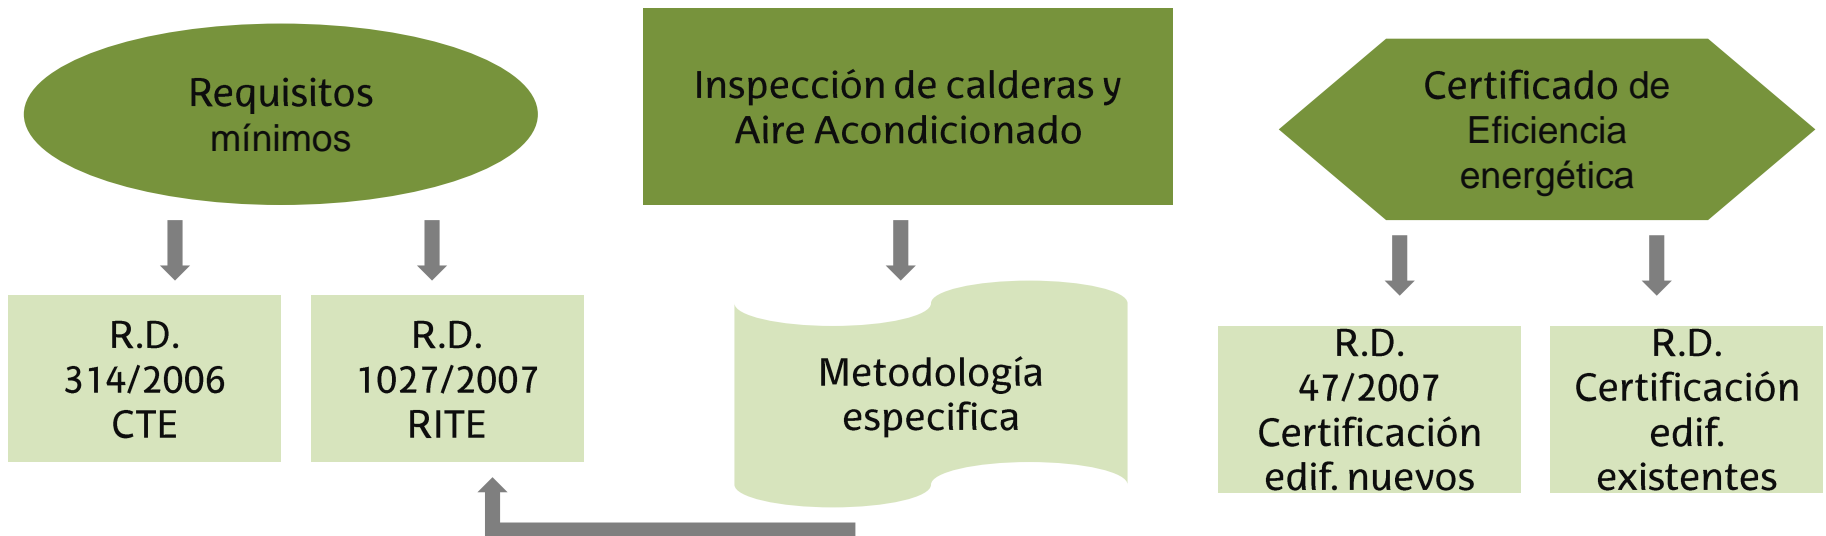 Requisitos
mínimos
Inspección de calderas y
Aire Acondicionado
Certificado de
Eficiencia
energética
R.D.
314/2006
CTE
R.D.
1027/2007
RITE
Metodología
especifica
R.D.
47/2007
Certificación
edif. nuevos
R.D.
Certificación
edif.
existentes